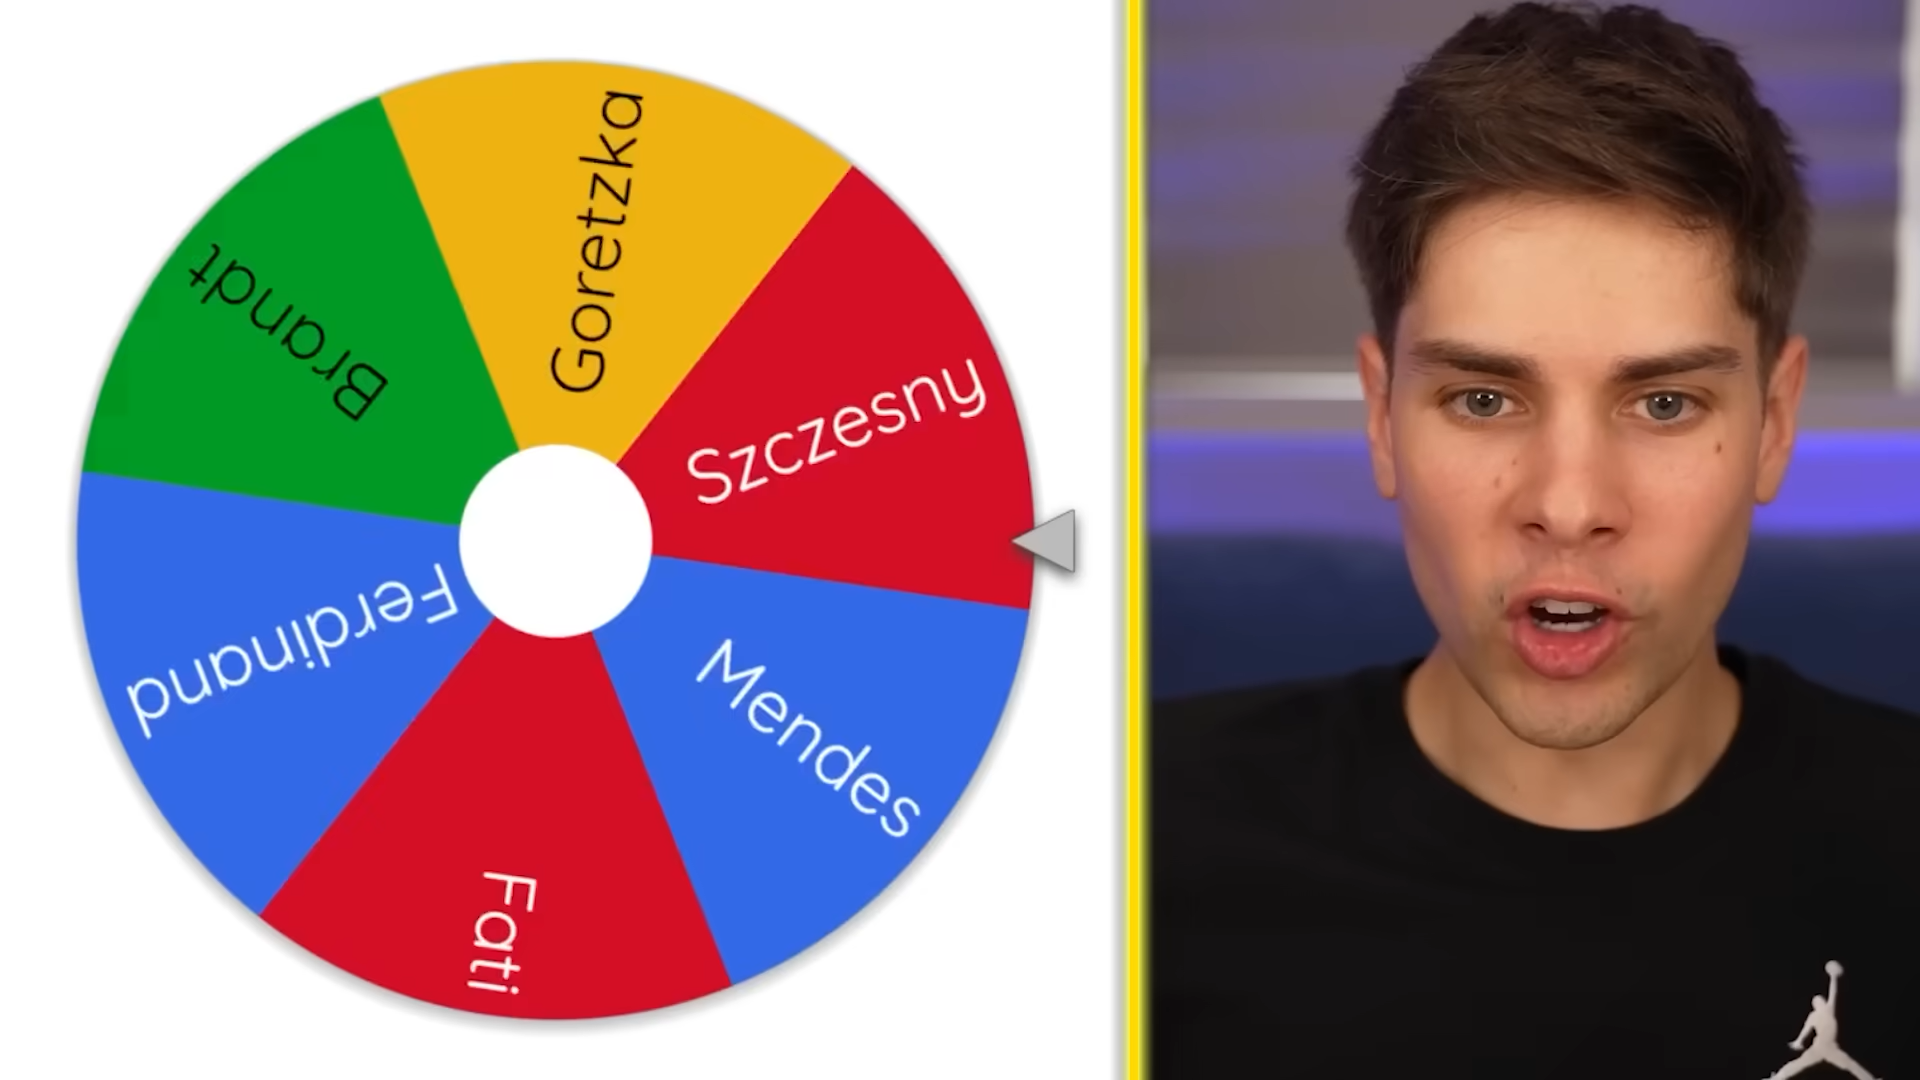 Goretzka
Szczesny
Mendes
Fati
Ferdinand
Brandt